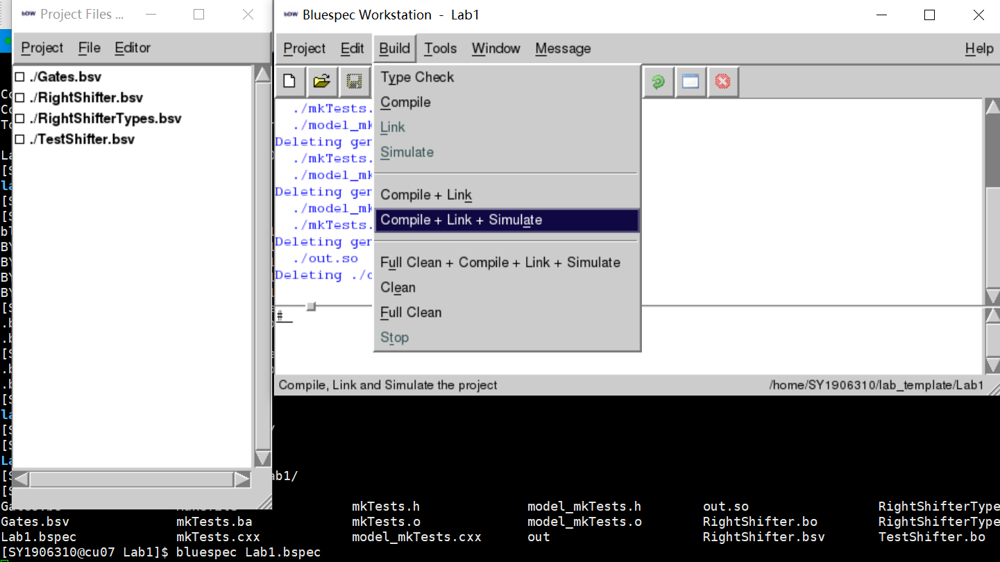 Project Files ...
Project File Editor
./Gates.bsv
./RightShifter.bsv
./RightShifterTypes.bsv
./TestShifter.bsv
Bluespec Workstation - Lab1
Project Edit Build Tools Window Message Help
Type Check
Compile
Link
Simulate
Compile + Link
Compile + Link + Simulate
Full Clean + Compile + Link + Simulate
Clean
Full Clean
Stop
./mkTests.
./model_mk
Deleting ger
./mkTests.
./model_mk
Deleting ger
./model_mk
./mkTests.
Deleting ger
./out.so
Deleting ./o
#
Compile, Link and Simulate the project /home/SY1906310/lab_template/Lab1
ab1/
mkTests.h model_mkTests.h out.so RightShifterType
Gates.bsv mkTests.ba mkTests.o model_mkTests.o RightShifter.bo RightShifterType
Lab1.bspec mkTests.cxx model_mkTests.cxx out RightShifter.bsv TestShifter.bo
[SY1906310@cu07 Lab1]$ bluespec Lab1.bspec